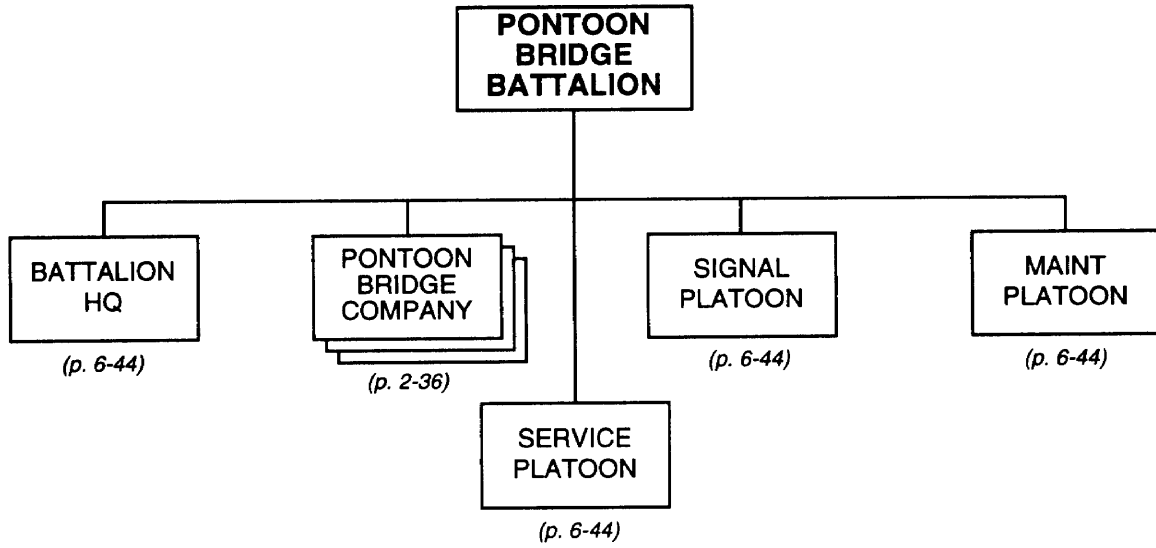 PONTOON
BRIDGE
BATTALION
BATTALION
HQ
(p. 6-44)
PONTOON
BRIDGE
COMPANY
(p. 2-36)
SIGNAL
PLATOON
(p. 6-44)
MAINT
PLATOON
(p. 6-44)
SERVICE
PLATOON
(p. 6-44)